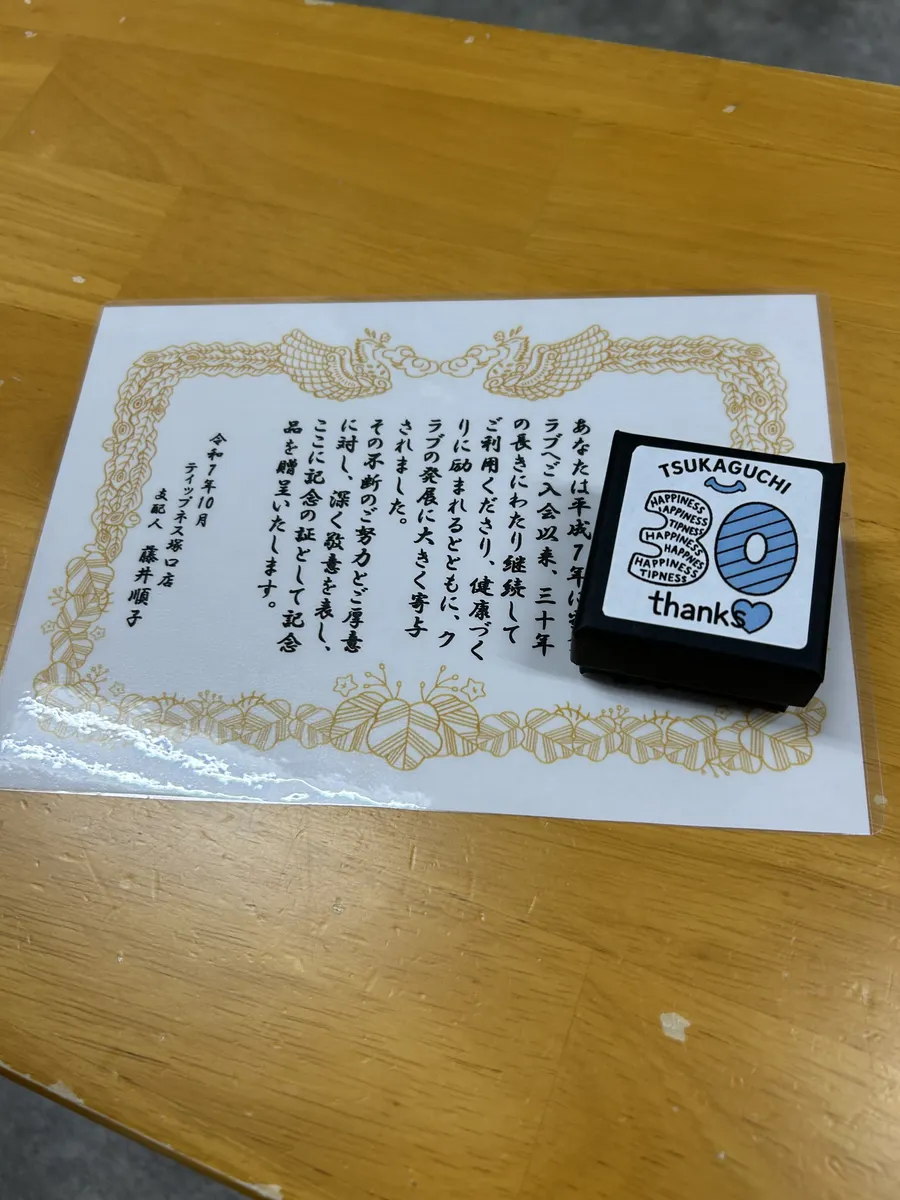 あなたは平成7年に
ラブへご入会以来、三十年
の長きにわたり継続して
ご利用くださり、健康づく
りに励まれるとともに、ク
ラブの発展に大きく寄与
されました。
その不断のご努力とご厚意
に対し、深く敬意を表し、
ここに記念の証として記念
品を贈呈いたします。
令和7年10月
ティップネス塚口店
支配人 藤井順子
TSUKAGUCHI
30
HAPPINESS
HAPPINESS
TIPNESS
HAPPINESS
HAPPINESS
HAPPINESS
TIPNESS
thanks